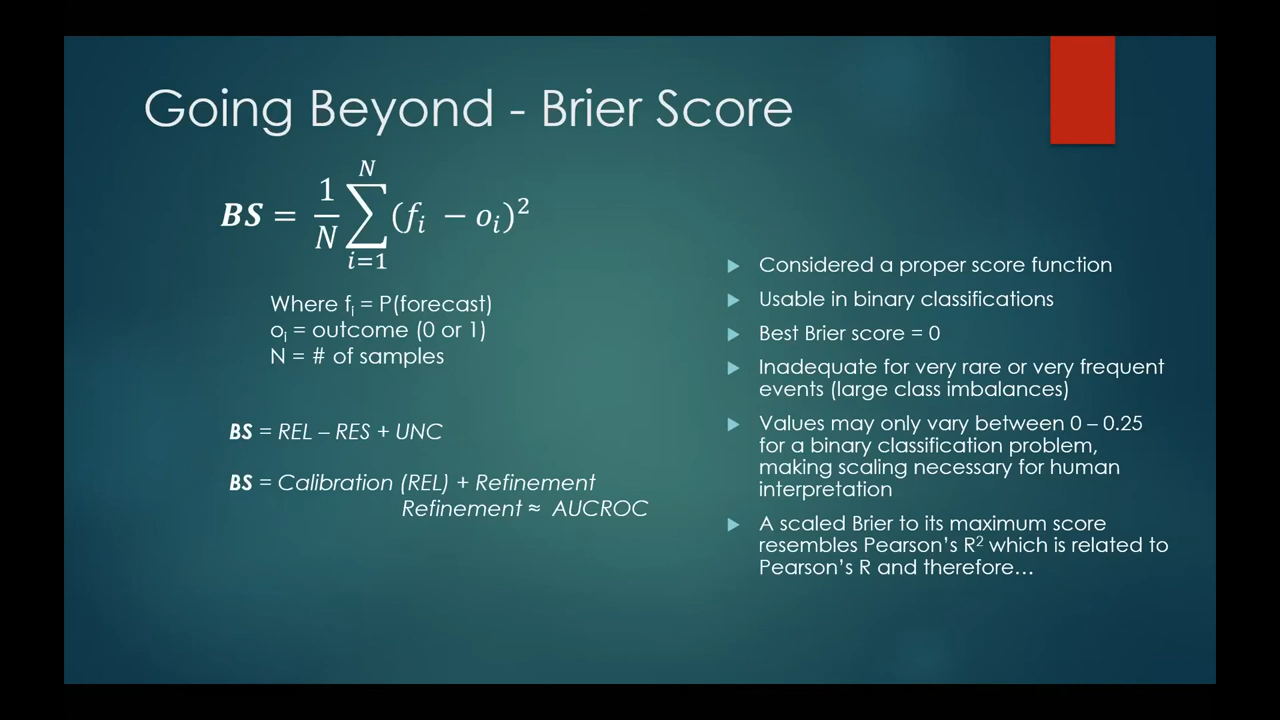 Going Beyond - Brier Score
BS = 1/N ∑_{i=1}^{N} (f_i − o_i)²
Where f_i = P(forecast)
o_i = outcome (0 or 1)
N = # of samples
BS = REL – RES + UNC
BS = Calibration (REL) + Refinement
Refinement ≈ AUCROC
Considered a proper score function
Usable in binary classifications
Best Brier score = 0
Inadequate for very rare or very frequent
events (large class imbalances)
Values may only vary between 0 – 0.25
for a binary classification problem,
making scaling necessary for human
interpretation
A scaled Brier to its maximum score
resembles Pearson's R² which is related to
Pearson's R and therefore…